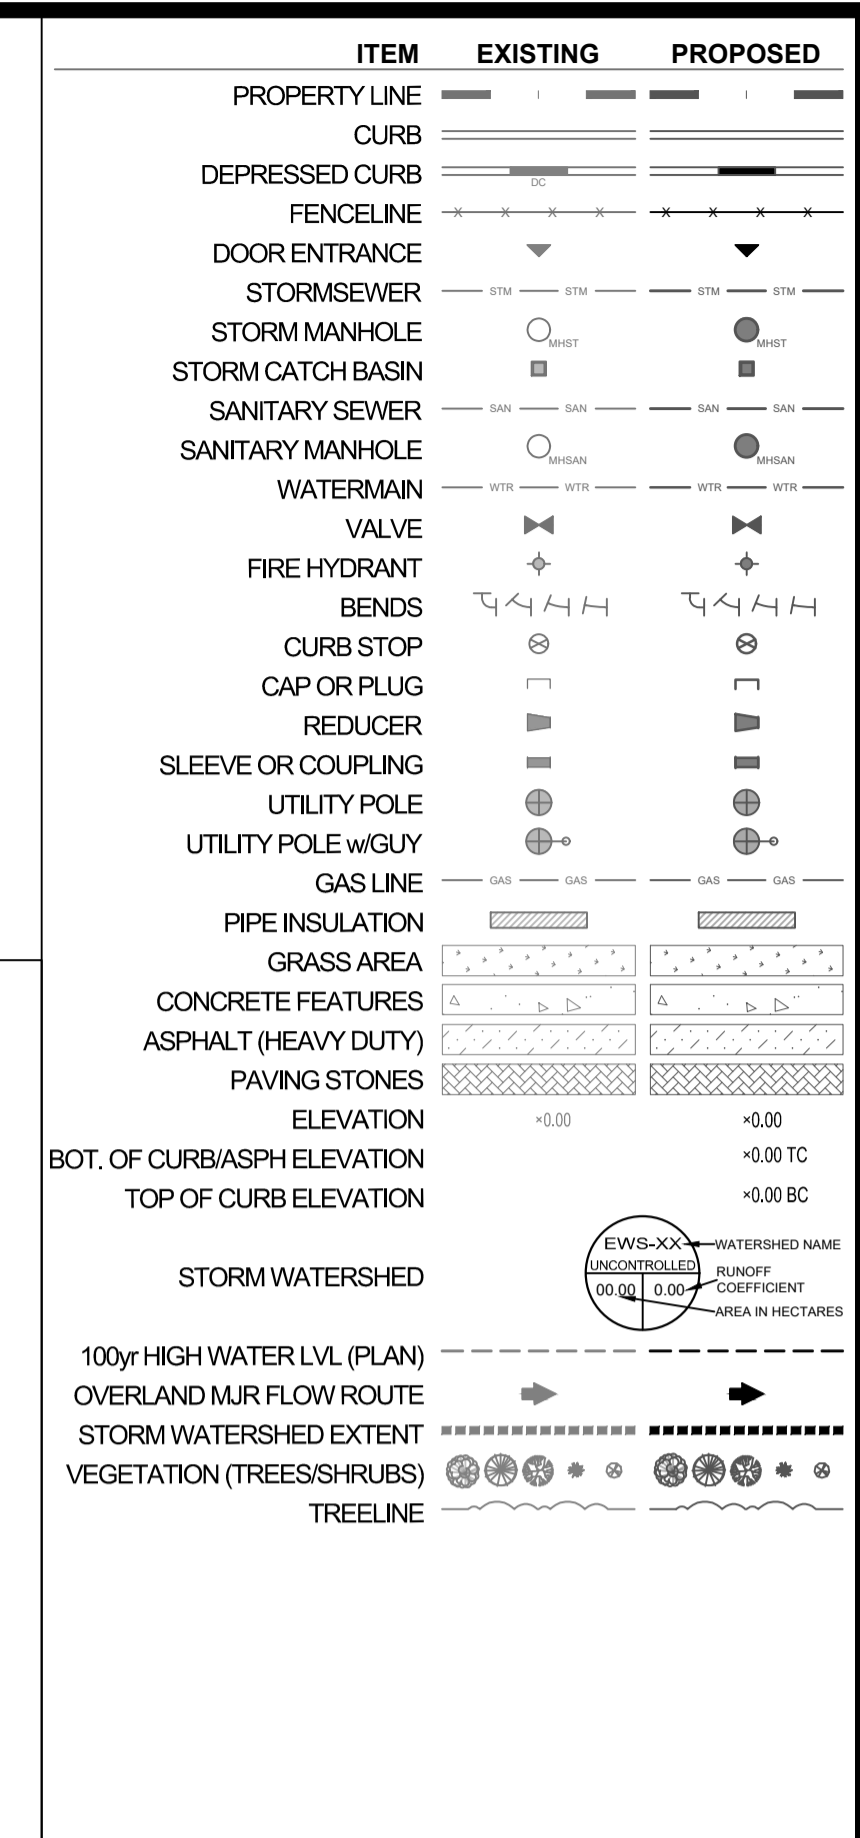 ITEM EXISTING PROPOSED
PROPERTY LINE
CURB
DEPRESSED CURB DC
FENCELINE X X X X X X X X
DOOR ENTRANCE
STORMSEWER STM STM STM STM
STORM MANHOLE MHST MHST
STORM CATCH BASIN
SANITARY SEWER SAN SAN SAN SAN
SANITARY MANHOLE MHSAN MHSAN
WATERMAIN WTR WTR WTR WTR
VALVE
FIRE HYDRANT
BENDS
CURB STOP
CAP OR PLUG
REDUCER
SLEEVE OR COUPLING
UTILITY POLE
UTILITY POLE w/GUY
GAS LINE GAS GAS GAS GAS
PIPE INSULATION
GRASS AREA
CONCRETE FEATURES
ASPHALT (HEAVY DUTY)
PAVING STONES
ELEVATION ×0.00 ×0.00
BOT. OF CURB/ASPH ELEVATION ×0.00 TC
TOP OF CURB ELEVATION ×0.00 BC
EWS-XX WATERSHED NAME
UNCONTROLLED
STORM WATERSHED 00.00 0.00 RUNOFF
COEFFICIENT
AREA IN HECTARES
100yr HIGH WATER LVL (PLAN)
OVERLAND MJR FLOW ROUTE
STORM WATERSHED EXTENT
VEGETATION (TREES/SHRUBS)
TREELINE